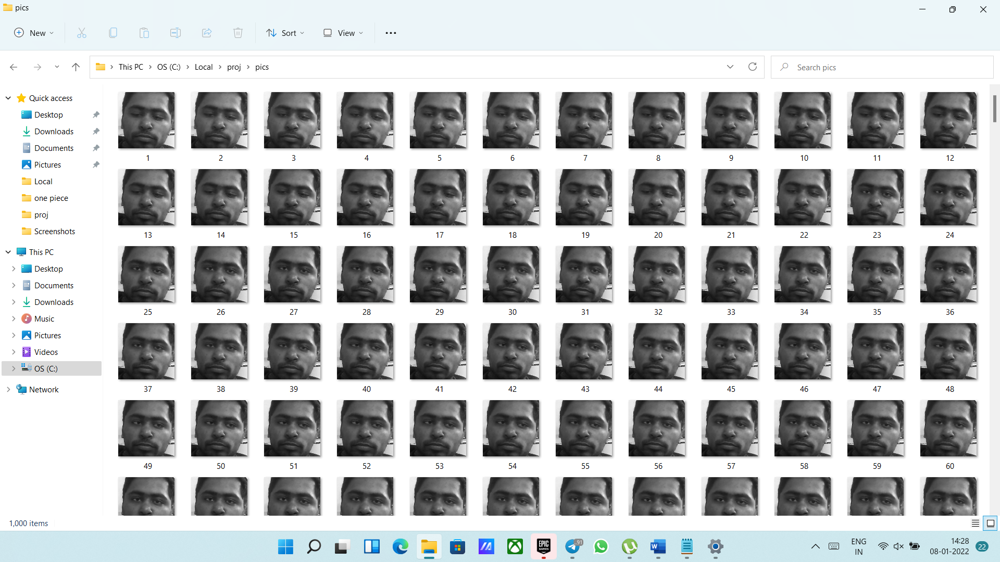 pics
New
Sort
View
This PC
OS (C:)
Local
proj
pics
Search pics
Quick access
Desktop
Downloads
Documents
Pictures
Local
one piece
proj
Screenshots
This PC
Desktop
Documents
Downloads
Music
Pictures
Videos
OS (C:)
Network
1 2 3 4 5 6 7 8 9 10 11 12
13 14 15 16 17 18 19 20 21 22 23 24
25 26 27 28 29 30 31 32 33 34 35 36
37 38 39 40 41 42 43 44 45 46 47 48
49 50 51 52 53 54 55 56 57 58 59 60
1,000 items
EPIC
GAMES
91
W
ENG
IN
14:28
08-01-2022
22